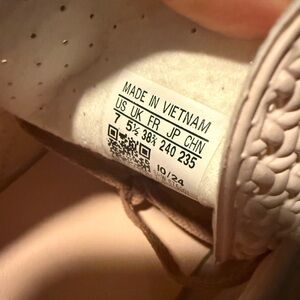 MADE IN VIETNAM
US UK FR JP CHN
7 5½ 38⅔ 240 235
10/24